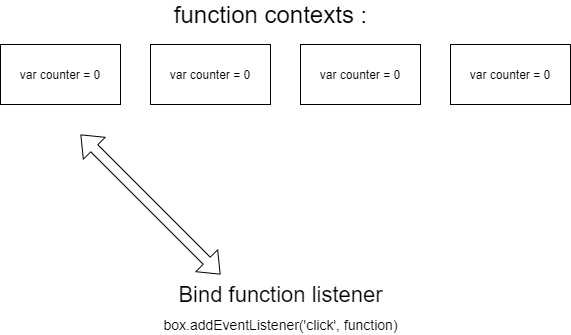 function contexts :
var counter = 0
var counter = 0
var counter = 0
var counter = 0
Bind function listener
box.addEventListener('click', function)